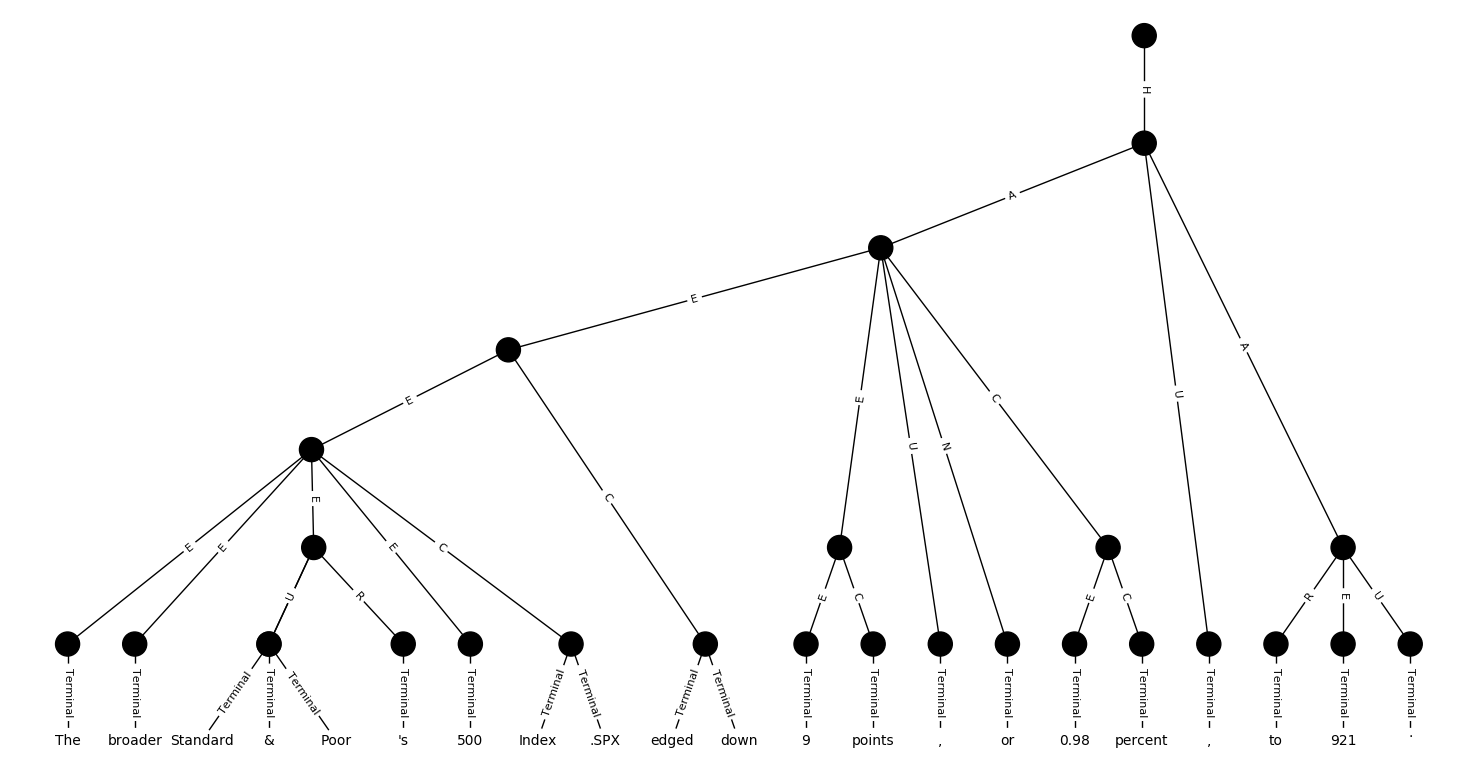 H
A
E
E
A
E
U
E
U
N
C
C
E
E
E
E
C
U
R
E
C
E
C
R
E
U
Terminal Terminal Terminal Terminal Terminal Terminal Terminal Terminal Terminal Terminal Terminal Terminal Terminal Terminal Terminal Terminal Terminal Terminal Terminal Terminal Terminal
The broader Standard & Poor 's 500 Index .SPX edged down 9 points , or 0.98 percent , to 921 .